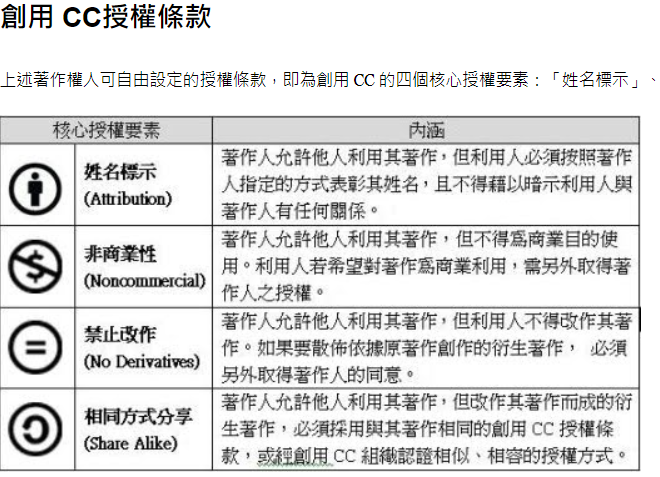 創用 CC授權條款
上述著作權人可自由設定的授權條款，即為創用 CC 的四個核心授權要素：「姓名標示」、
核心授權要素
內涵
姓名標示
(Attribution)
著作人允許他人利用其著作，但利用人必須按照著作
人指定的方式表彰其姓名，且不得藉以暗示利用人與
著作人有任何關係。
非商業性
(Noncommercial)
著作人允許他人利用其著作，但不得為商業目的使
用。利用人若希望對著作為商業利用，需另外取得著
作人之授權。
禁止改作
(No Derivatives)
著作人允許他人利用其著作，但利用人不得改作其著
作。如果要散佈依據原著作創作的衍生著作， 必須
另外取得著作人的同意。
相同方式分享
(Share Alike)
著作人允許他人利用其著作，但改作其著作而成的衍
生著作，必須採用與其著作相同的創用 CC 授權條
款，或經創用 CC 組織認證相似、相容的授權方式。